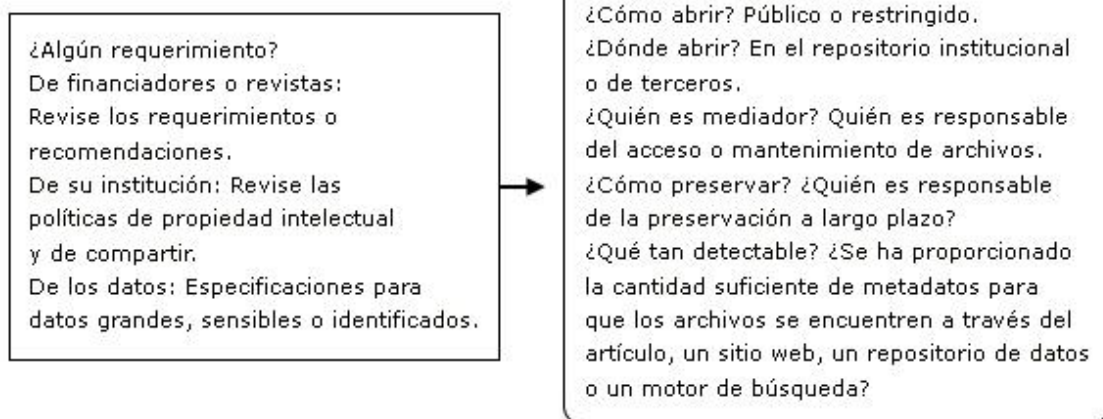 ¿Algún requerimiento?
De financiadores o revistas:
Revise los requerimientos o
recomendaciones.
De su institución: Revise las
políticas de propiedad intelectual
y de compartir.
De los datos: Especificaciones para
datos grandes, sensibles o identificados.
¿Cómo abrir? Público o restringido.
¿Dónde abrir? En el repositorio institucional
o de terceros.
¿Quién es mediador? Quién es responsable
del acceso o mantenimiento de archivos.
¿Cómo preservar? ¿Quién es responsable
de la preservación a largo plazo?
¿Qué tan detectable? ¿Se ha proporcionado
la cantidad suficiente de metadatos para
que los archivos se encuentren a través del
artículo, un sitio web, un repositorio de datos
o un motor de búsqueda?